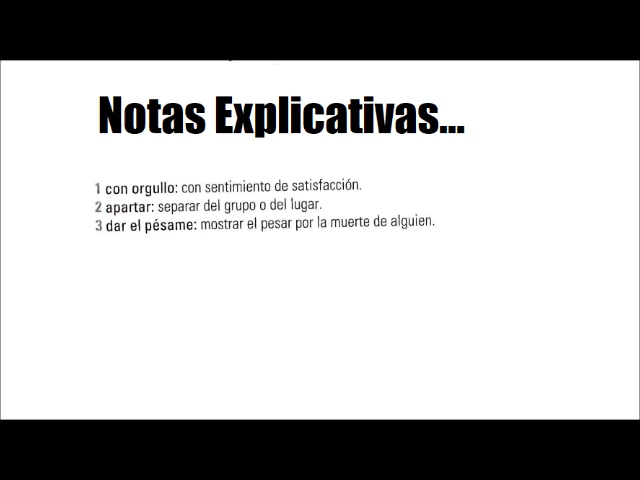 Notas Explicativas...
1 con orgullo: con sentimiento de satisfacción.
2 apartar: separar del grupo o del lugar.
3 dar el pésame: mostrar el pesar por la muerte de alguien.